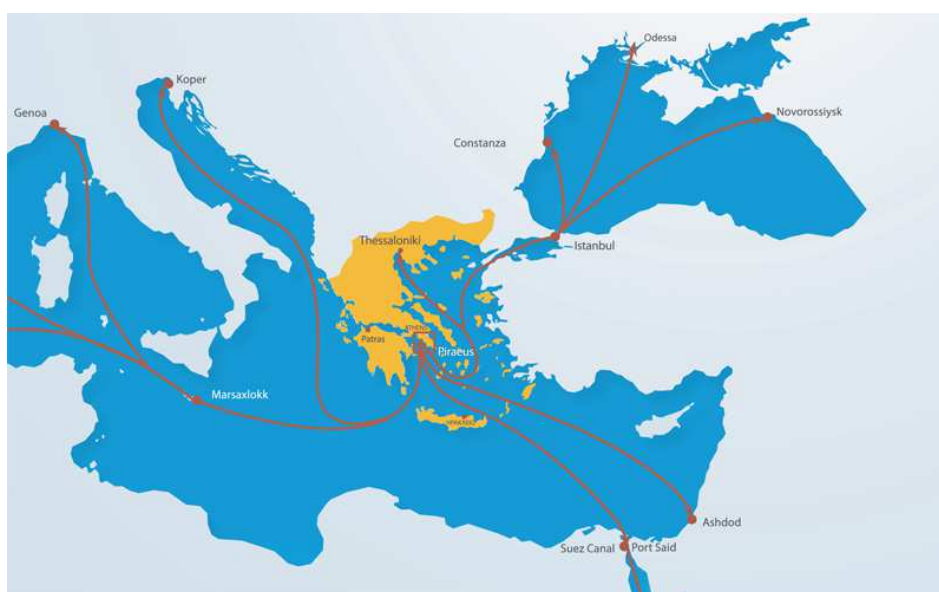 Odessa
Koper
Genoa
Novorossiysk
Constanza
Thessaloniki
Istanbul
ATHENS
Patras
Piraeus
Marsaxlokk
Ashdod
Suez Canal
Port Said